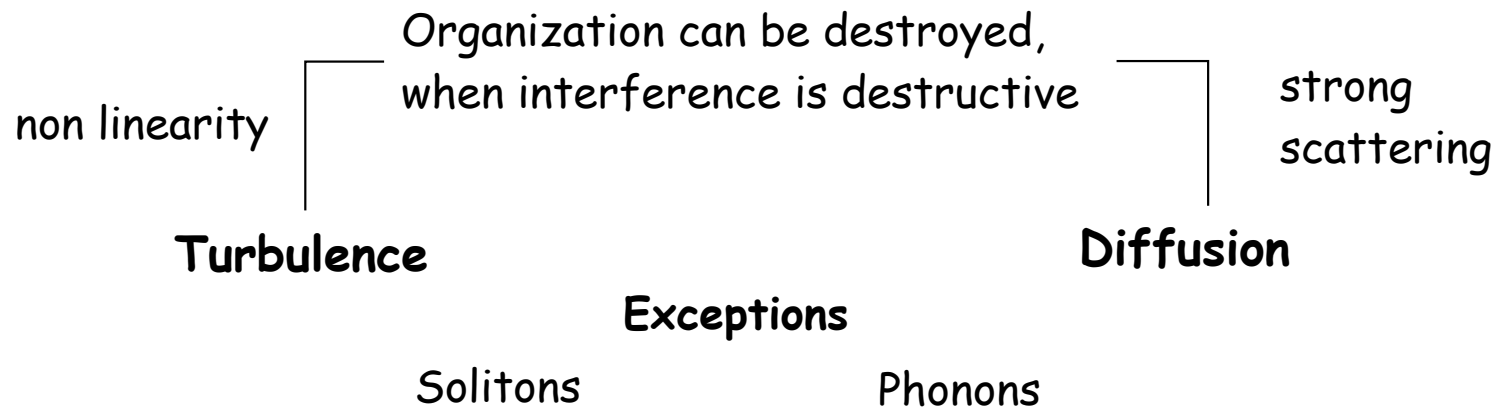 Organization can be destroyed,
when interference is destructive
non linearity
strong
scattering
Turbulence
Diffusion
Exceptions
Solitons
Phonons